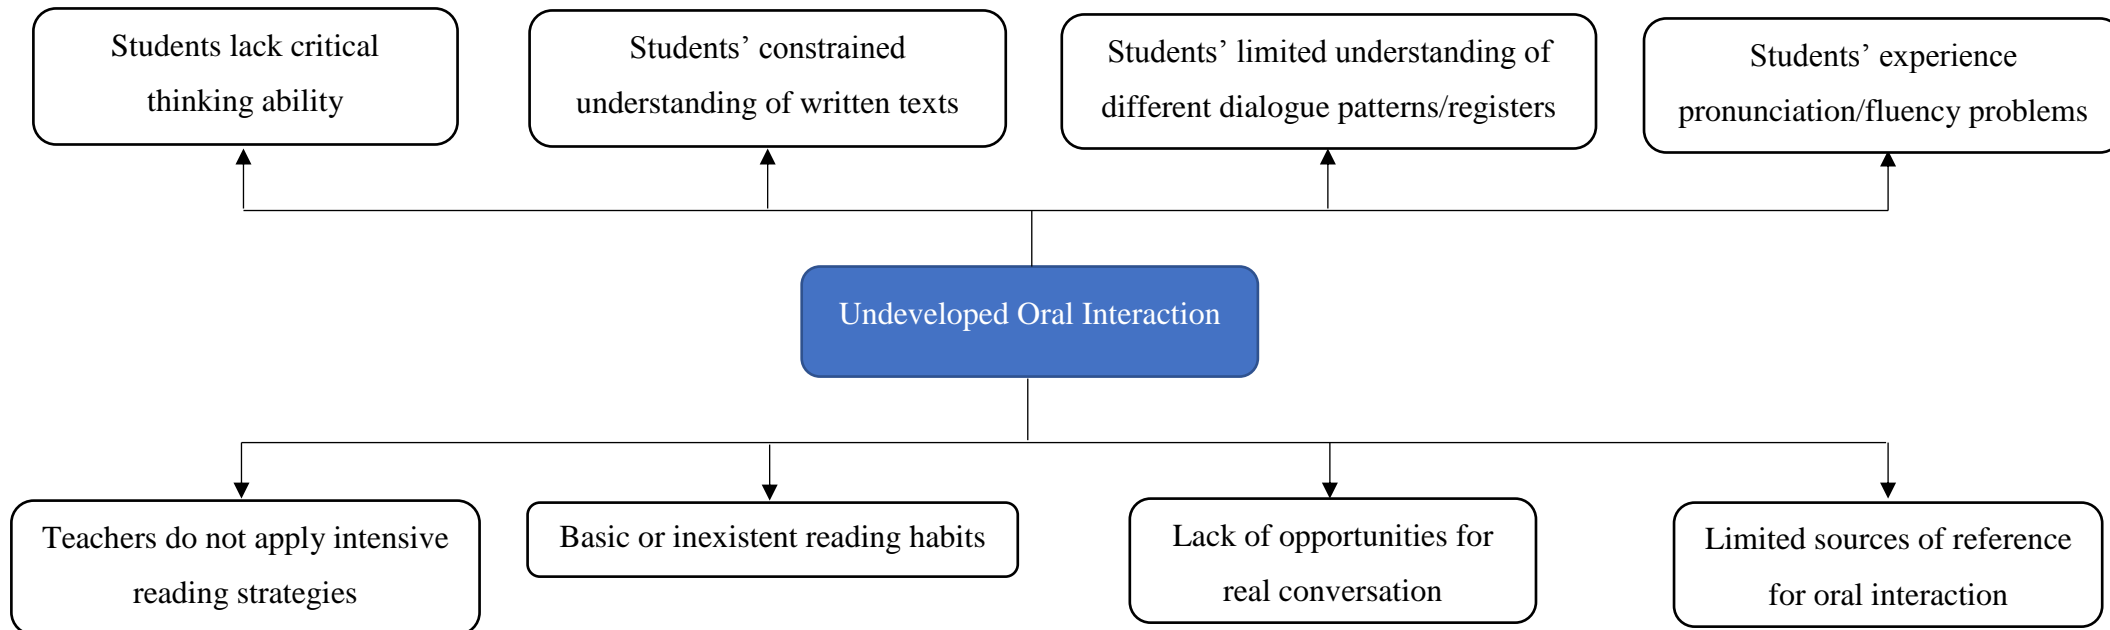 Students lack critical
thinking ability
Students’ constrained
understanding of written texts
Students’ limited understanding of
different dialogue patterns/registers
Students’ experience
pronunciation/fluency problems
Undeveloped Oral Interaction
Teachers do not apply intensive
reading strategies
Basic or inexistent reading habits
Lack of opportunities for
real conversation
Limited sources of reference
for oral interaction